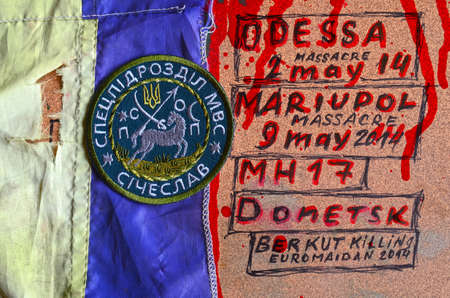 СПЕЦПІДРОЗДІЛ МВС
С П О П
СІЧЕСЛАВ
ODESSA
MASSACRE
2 may 14
MARIUPOL
MASSACRE
9 may 2014
MH17
DONETSK
BERKUT KILLING
EUROMAIDAN 2014